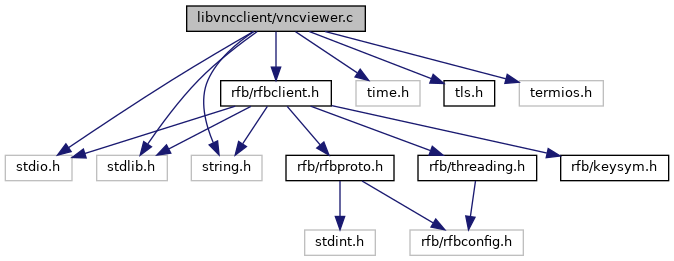 libvncclient/vncviewer.c
rfb/rfbclient.h
time.h
tls.h
termios.h
stdio.h
stdlib.h
string.h
rfb/rfbproto.h
rfb/threading.h
rfb/keysym.h
stdint.h
rfb/rfbconfig.h